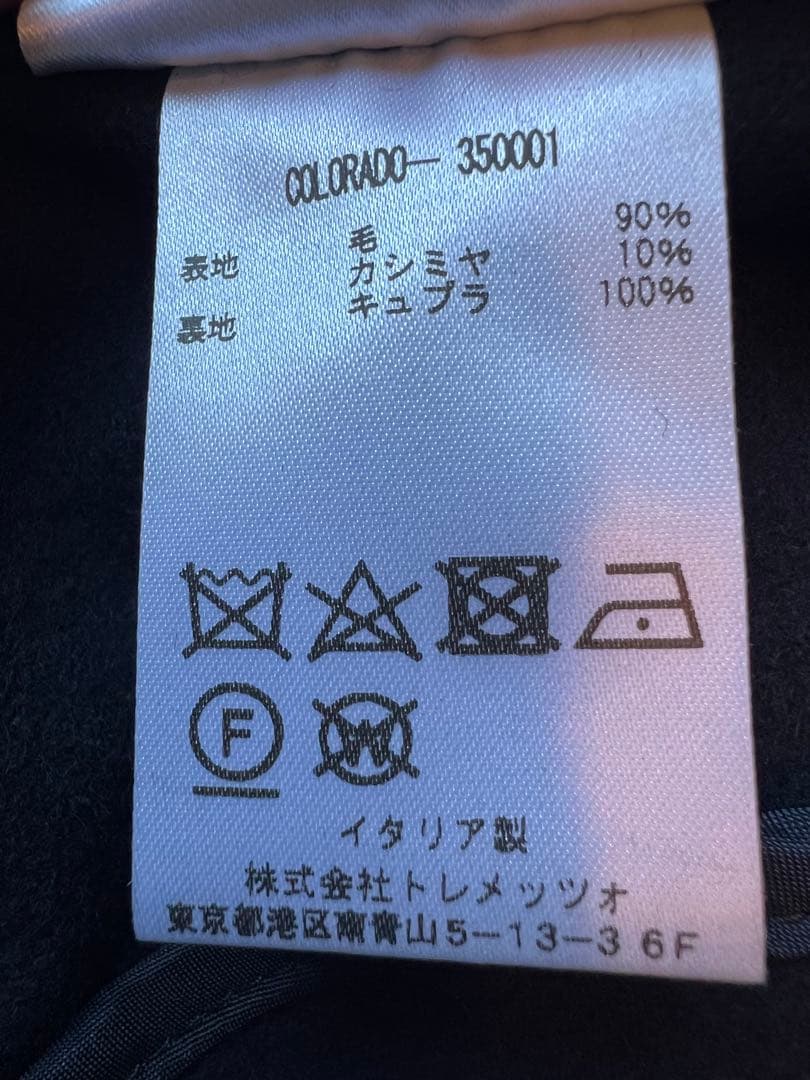 COLORADO— 350001
表地 毛 90%
カシミヤ 10%
裏地 キュプラ 100%
F W
イタリア製
株式会社トレメッツォ
東京都港区南青山5-13-3 6F